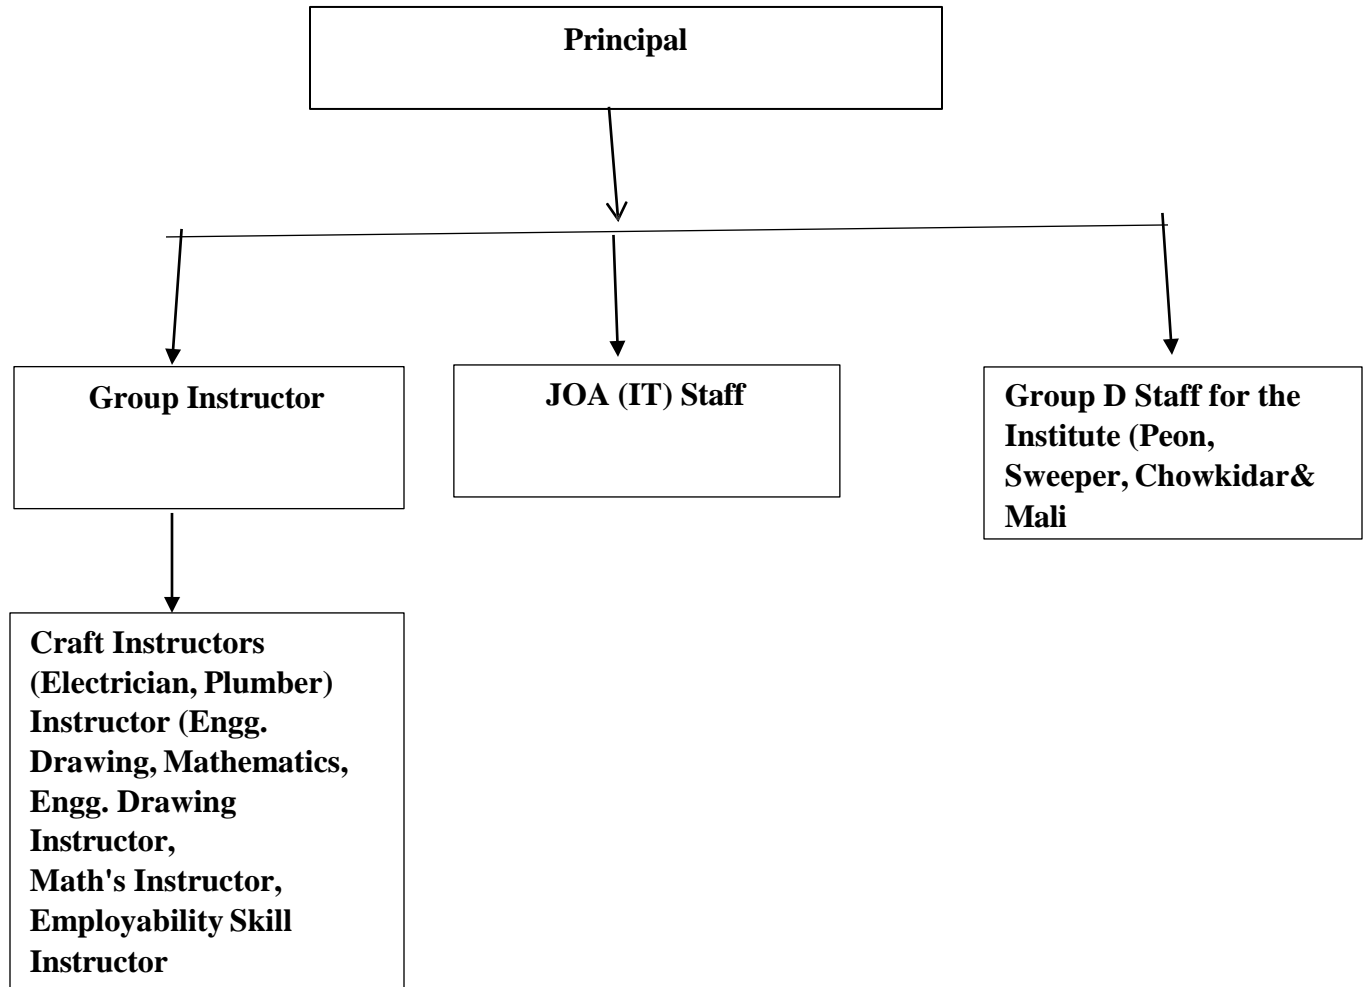 Principal
Group Instructor
JOA (IT) Staff
Group D Staff for the
Institute (Peon,
Sweeper, Chowkidar&
Mali
Craft Instructors
(Electrician, Plumber)
Instructor (Engg.
Drawing, Mathematics,
Engg. Drawing
Instructor,
Math's Instructor,
Employability Skill
Instructor